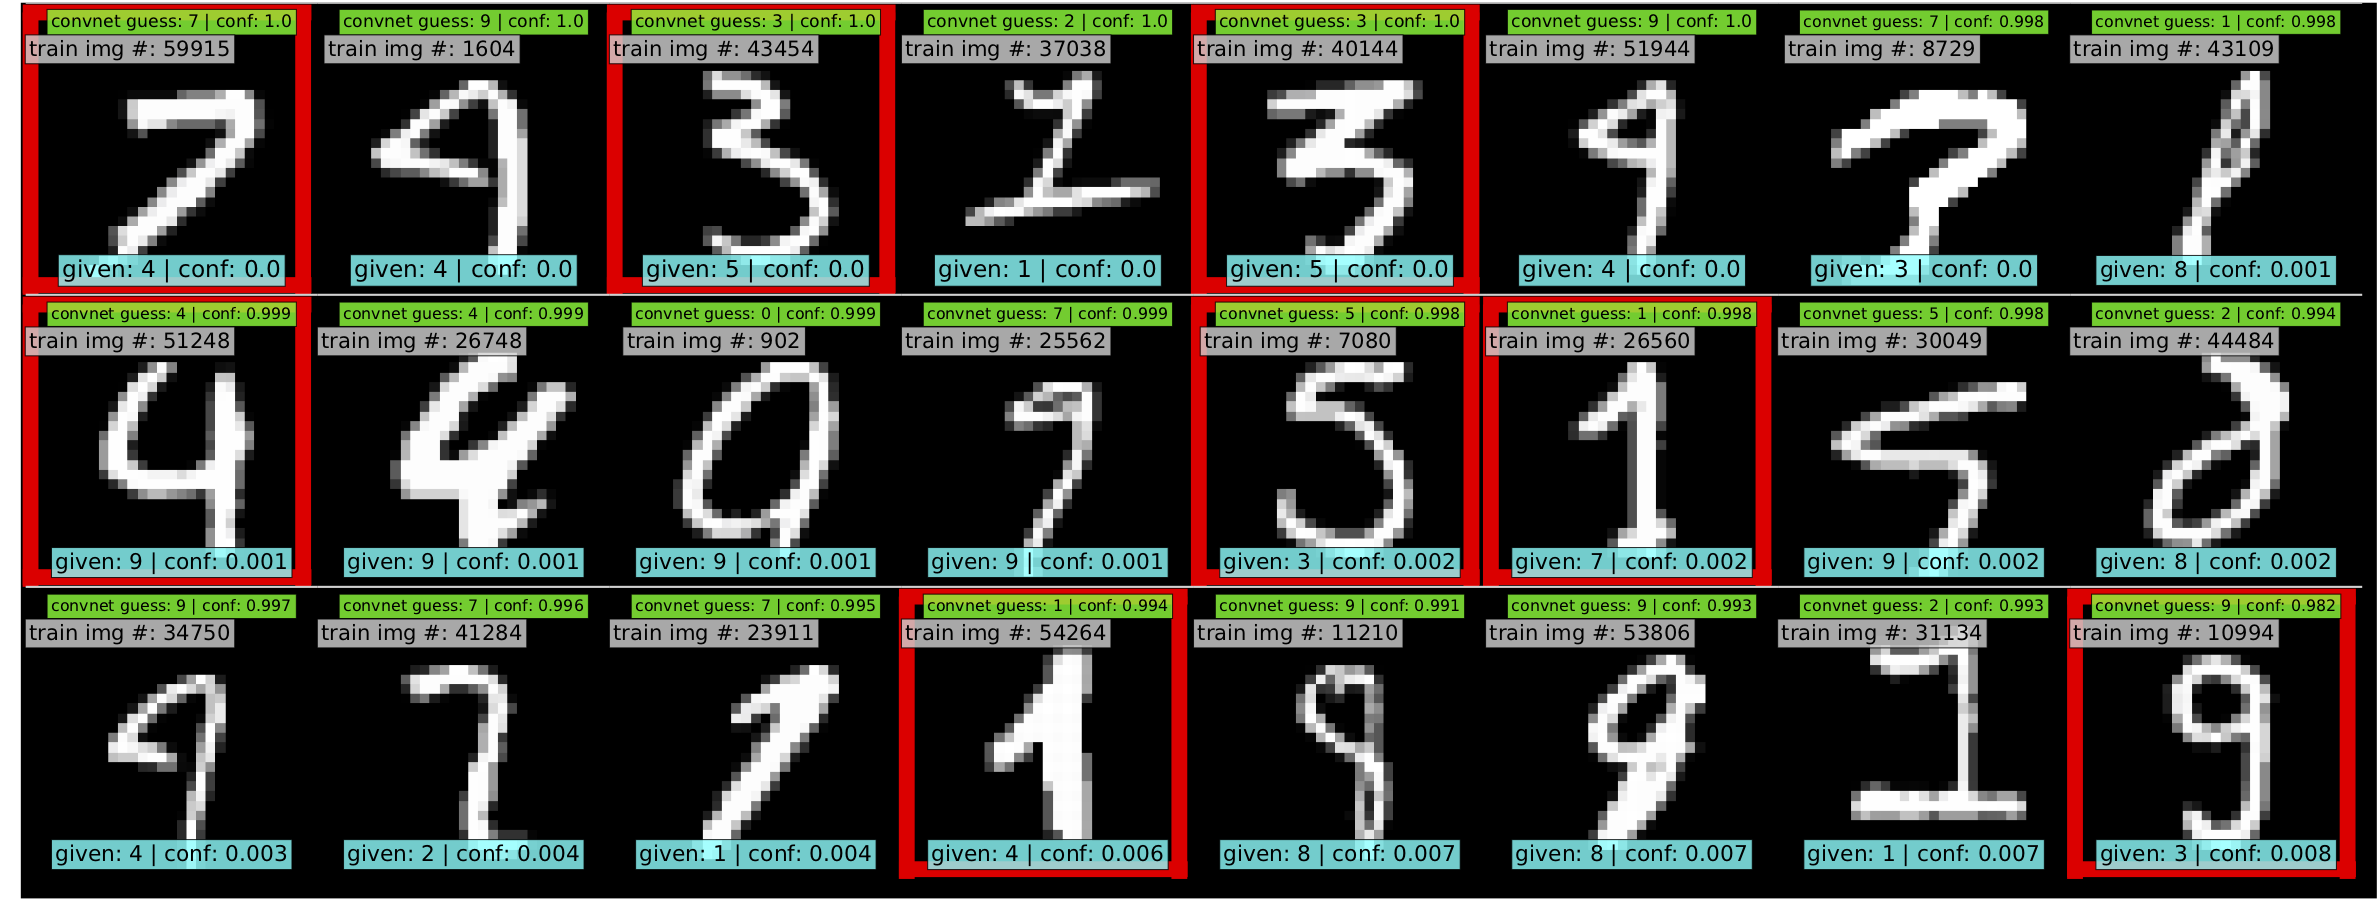 convnet guess: 7 | conf: 1.0
train img #: 59915
7
given: 4 | conf: 0.0
convnet guess: 9 | conf: 1.0
train img #: 1604
9
given: 4 | conf: 0.0
convnet guess: 3 | conf: 1.0
train img #: 43454
3
given: 5 | conf: 0.0
convnet guess: 2 | conf: 1.0
train img #: 37038
given: 1 | conf: 0.0
convnet guess: 3 | conf: 1.0
train img #: 40144
3
given: 5 | conf: 0.0
convnet guess: 9 | conf: 1.0
train img #: 51944
9
given: 4 | conf: 0.0
convnet guess: 7 | conf: 0.998
train img #: 8729
7
given: 3 | conf: 0.0
convnet guess: 1 | conf: 0.998
train img #: 43109
given: 8 | conf: 0.001
convnet guess: 4 | conf: 0.999
train img #: 51248
4
given: 9 | conf: 0.001
convnet guess: 4 | conf: 0.999
train img #: 26748
4
given: 9 | conf: 0.001
convnet guess: 0 | conf: 0.999
train img #: 902
given: 9 | conf: 0.001
convnet guess: 7 | conf: 0.999
train img #: 25562
given: 9 | conf: 0.001
convnet guess: 5 | conf: 0.998
train img #: 7080
5
given: 3 | conf: 0.002
convnet guess: 1 | conf: 0.998
train img #: 26560
1
given: 7 | conf: 0.002
convnet guess: 5 | conf: 0.998
train img #: 30049
5
given: 9 | conf: 0.002
convnet guess: 2 | conf: 0.994
train img #: 44484
2
given: 8 | conf: 0.002
convnet guess: 9 | conf: 0.997
train img #: 34750
9
given: 4 | conf: 0.003
convnet guess: 7 | conf: 0.996
train img #: 41284
given: 2 | conf: 0.004
convnet guess: 7 | conf: 0.995
train img #: 23911
given: 1 | conf: 0.004
convnet guess: 1 | conf: 0.994
train img #: 54264
1
given: 4 | conf: 0.006
convnet guess: 9 | conf: 0.991
train img #: 11210
given: 8 | conf: 0.007
convnet guess: 9 | conf: 0.993
train img #: 53806
9
given: 8 | conf: 0.007
convnet guess: 2 | conf: 0.993
train img #: 31134
1
given: 1 | conf: 0.007
convnet guess: 9 | conf: 0.982
train img #: 10994
9
given: 3 | conf: 0.008